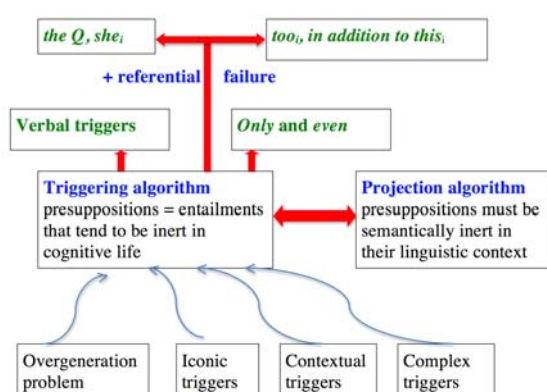 the Q, she_i
too_i, in addition to this_i
+ referential failure
Verbal triggers
Only and even
Triggering algorithm
presuppositions = entailments
that tend to be inert in
cognitive life
Projection algorithm
presuppositions must be
semantically inert in
their linguistic context
Overgeneration
problem
Iconic
triggers
Contextual
triggers
Complex
triggers